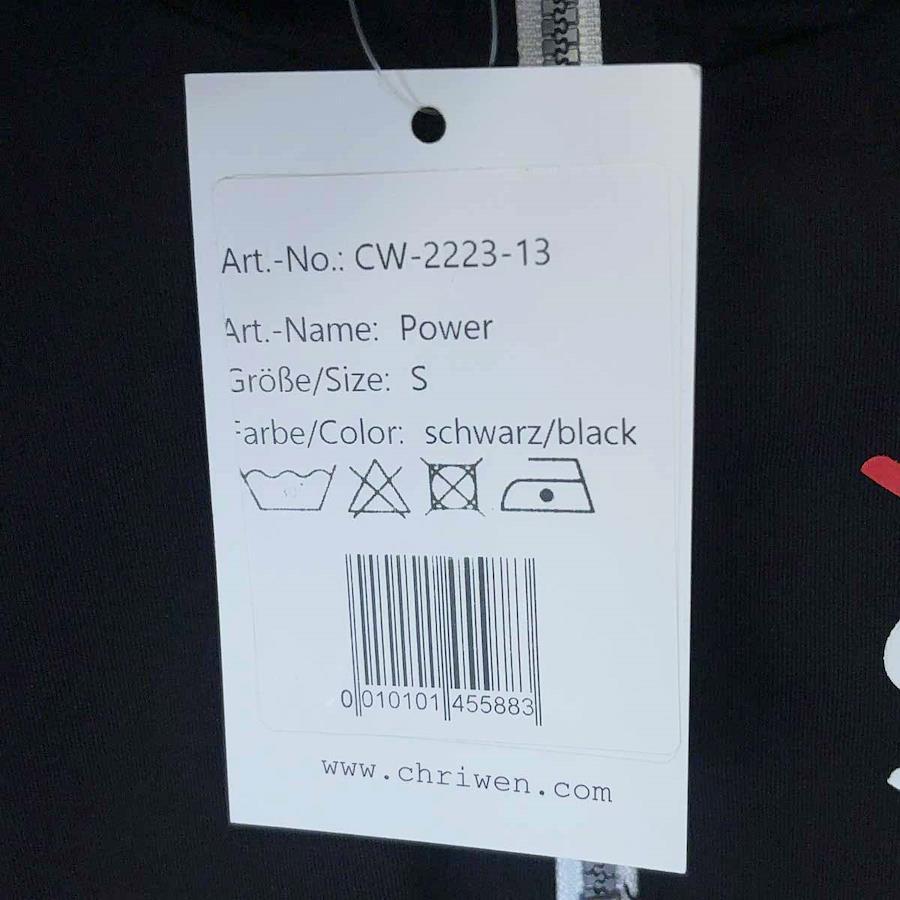 Art.-No.: CW-2223-13
Art.-Name: Power
Größe/Size: S
Farbe/Color: schwarz/black
0 010101 455883
www.chriwen.com